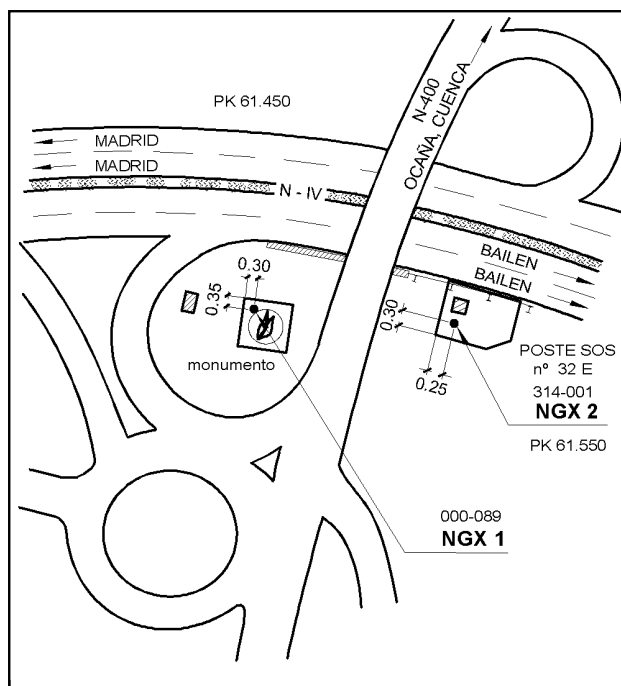 PK 61.450
N-400
OCAÑA, CUENCA
MADRID
MADRID
N - IV
BAILEN
BAILEN
0.30
0.35
monumento
0.30
0.25
POSTE SOS
nº 32 E
314-001
NGX 2
PK 61.550
000-089
NGX 1